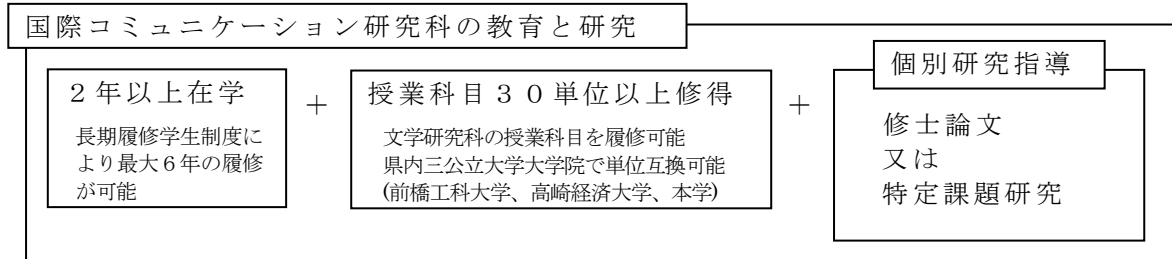 国際コミュニケーション研究科の教育と研究
２年以上在学
長期履修学生制度に
より最大６年の履修
が可能
＋
授業科目３０単位以上修得
文学研究科の授業科目を履修可能
県内三公立大学大学院で単位互換可能
(前橋工科大学、高崎経済大学、本学)
＋
個別研究指導
修士論文
又は
特定課題研究